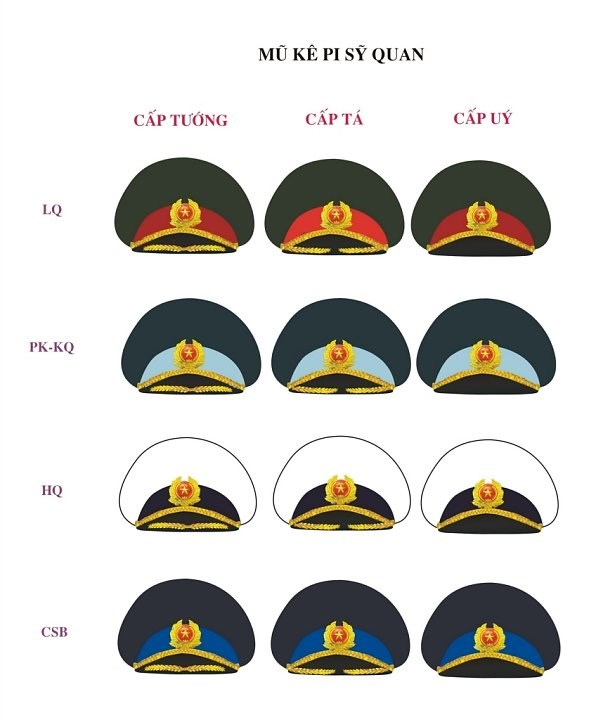 MŨ KÊ PI SỸ QUAN
CẤP TƯỚNG CẤP TÁ CẤP UÝ
LQ
PK-KQ
HQ
CSB